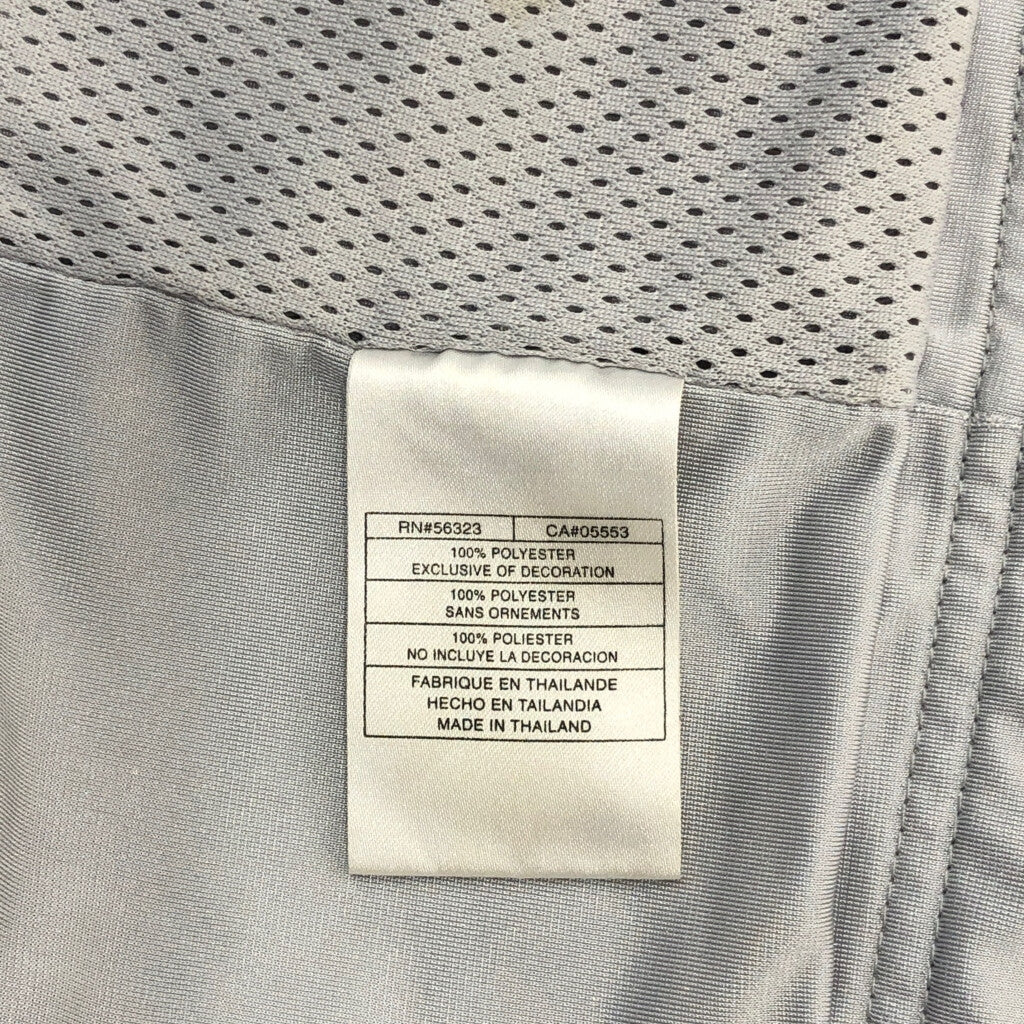 RN#56323 CA#05553
100% POLYESTER
EXCLUSIVE OF DECORATION
100% POLYESTER
SANS ORNEMENTS
100% POLIESTER
NO INCLUYE LA DECORACION
FABRIQUE EN THAILANDE
HECHO EN TAILANDIA
MADE IN THAILAND